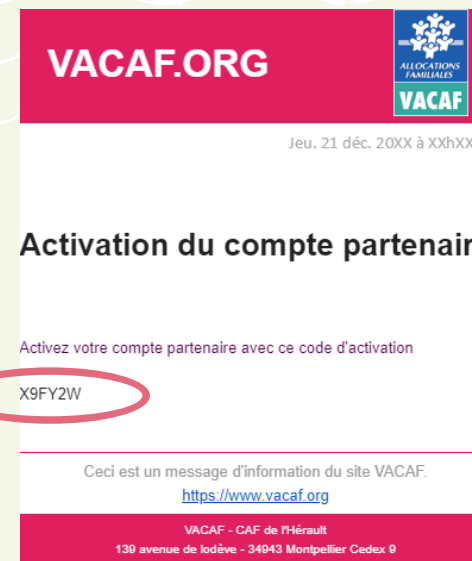 VACAF.ORG
ALLOCATIONS
FAMILIALES
VACAF
Jeu. 21 déc. 20XX à XXhXX
Activation du compte partenair
Activez votre compte partenaire avec ce code d'activation
X9FY2W
Ceci est un message d'information du site VACAF.
https://www.vacaf.org
VACAF - CAF de l'Hérault
139 avenue de lodève - 34943 Montpellier Cedex 9